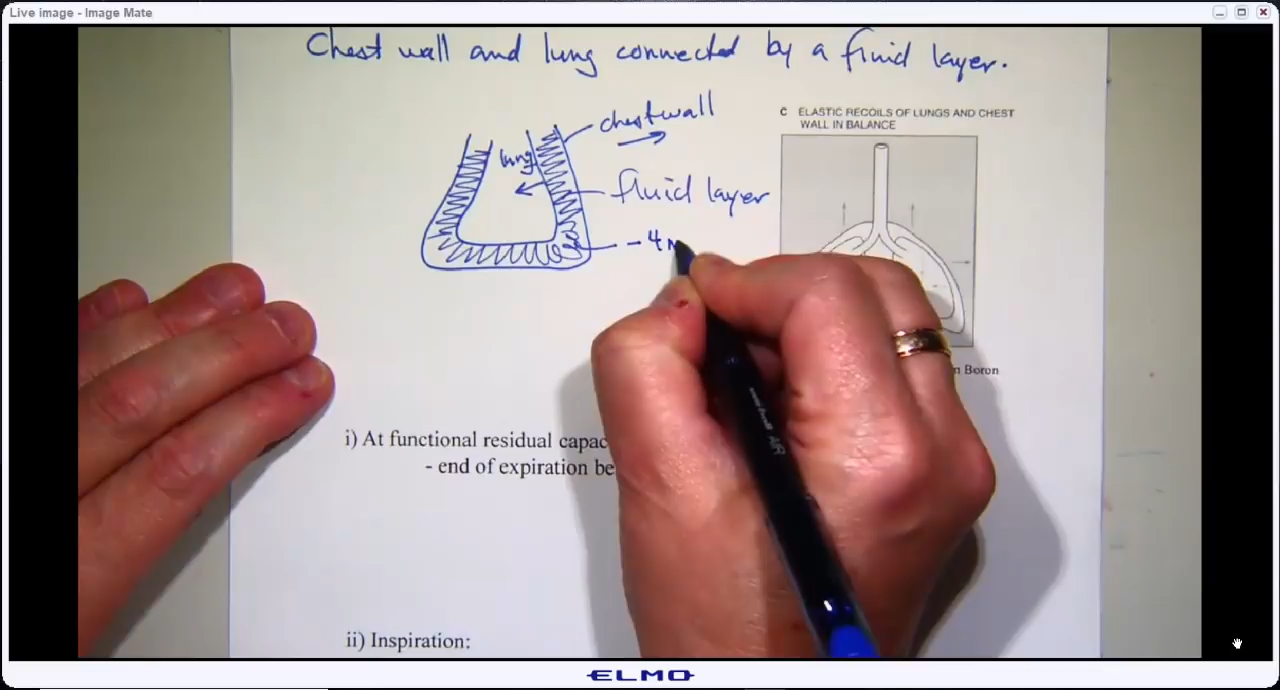 Live image - Image Mate
Chest wall and lung connected by a fluid layer.
chestwall
lung
fluid layer
- 4
C ELASTIC RECOILS OF LUNGS AND CHEST
WALL IN BALANCE
n Boron
i) At functional residual capac
- end of expiration be
ii) Inspiration:
ELMO